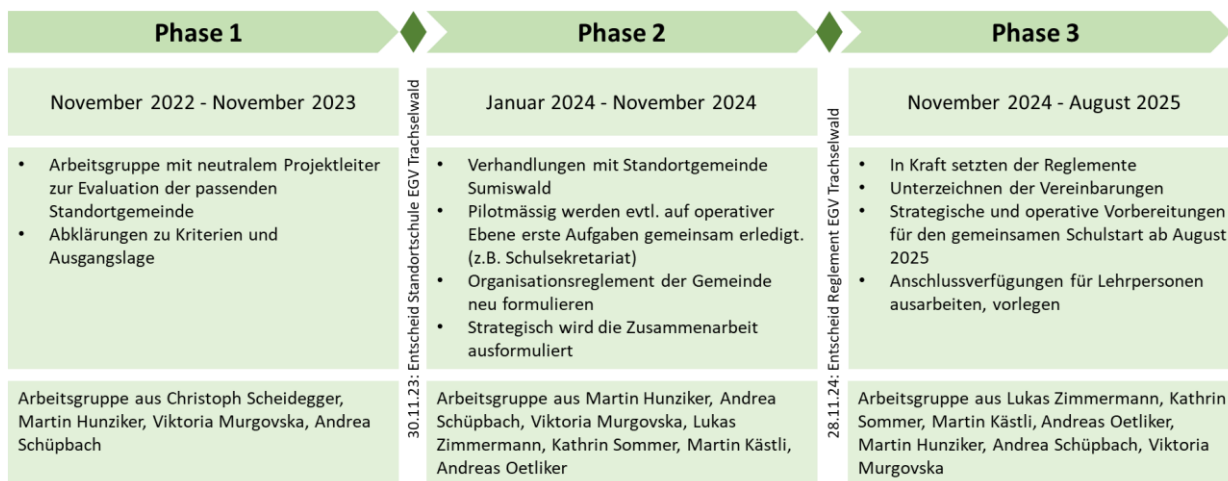 Phase 1
November 2022 - November 2023
• Arbeitsgruppe mit neutralem Projektleiter
zur Evaluation der passenden
Standortgemeinde
• Abklärungen zu Kriterien und
Ausgangslage
Arbeitsgruppe aus Christoph Scheidegger,
Martin Hunziker, Viktoria Murgovska, Andrea
Schüpbach
30.11.23: Entscheid Standortschule EGV Trachselwald
Phase 2
Januar 2024 - November 2024
• Verhandlungen mit Standortgemeinde
Sumiswald
• Pilotmässig werden evtl. auf operativer
Ebene erste Aufgaben gemeinsam erledigt.
(z.B. Schulsekretariat)
• Organisationsreglement der Gemeinde
neu formulieren
• Strategisch wird die Zusammenarbeit
ausformuliert
Arbeitsgruppe aus Martin Hunziker, Andrea
Schüpbach, Viktoria Murgovska, Lukas
Zimmermann, Kathrin Sommer, Martin Kästli,
Andreas Oetliker
28.11.24: Entscheid Reglement EGV Trachselwald
Phase 3
November 2024 - August 2025
• In Kraft setzten der Reglemente
• Unterzeichnen der Vereinbarungen
• Strategische und operative Vorbereitungen
für den gemeinsamen Schulstart ab August
2025
• Anschlussverfügungen für Lehrpersonen
ausarbeiten, vorlegen
Arbeitsgruppe aus Lukas Zimmermann, Kathrin
Sommer, Martin Kästli, Andreas Oetliker,
Martin Hunziker, Andrea Schüpbach, Viktoria
Murgovska